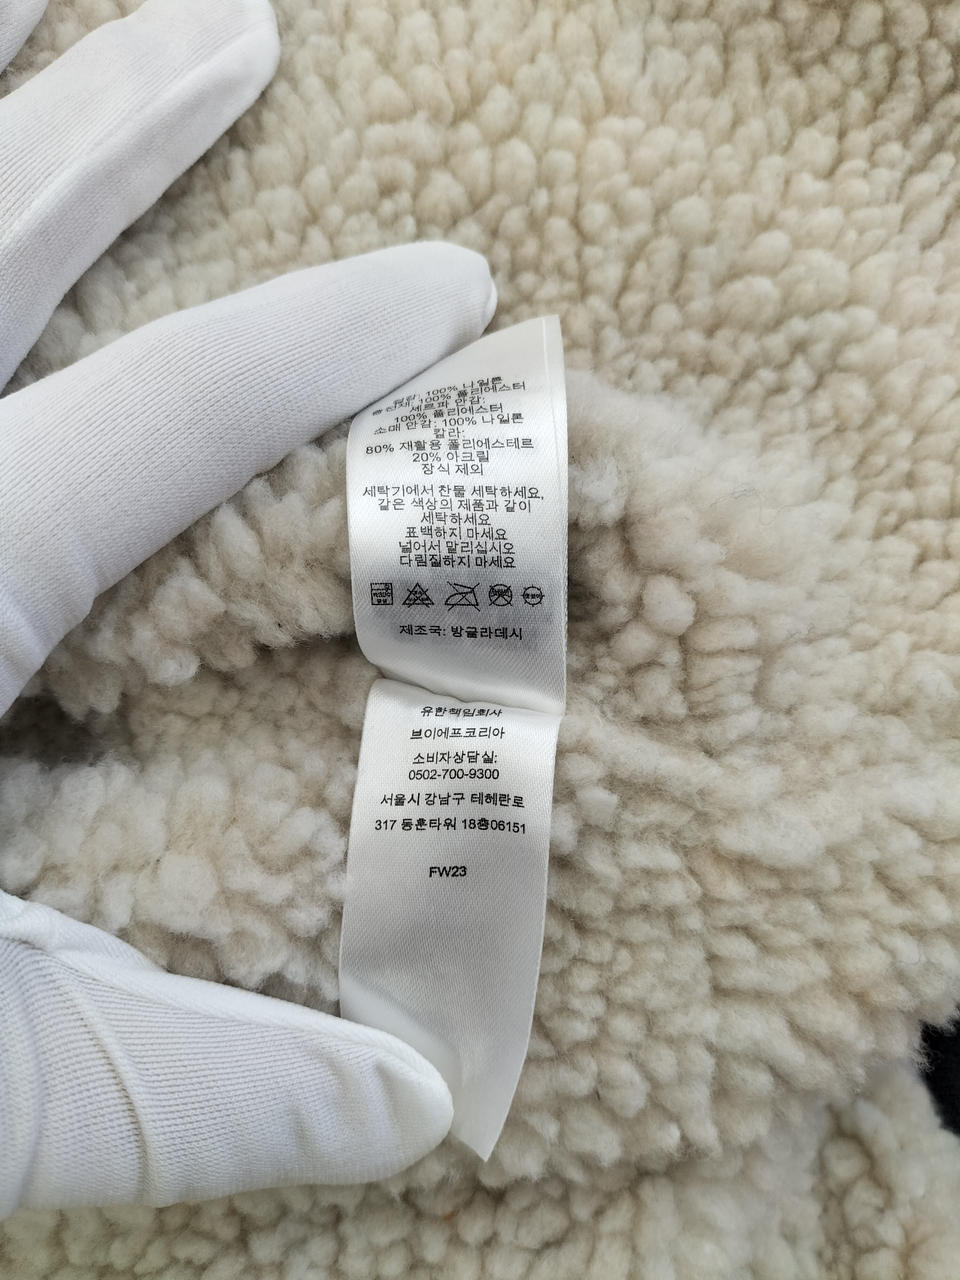 겉감: 100% 나일론
충전재: 100% 폴리에스터
셰르파 안감:
100% 폴리에스터
소매 안감: 100% 나일론
칼라:
80% 재활용 폴리에스테르
20% 아크릴
장식 제외
세탁기에서 찬물 세탁하세요,
같은 색상의 제품과 같이
세탁하세요
표백하지 마세요
널어서 말리십시오
다림질하지 마세요
제조국: 방글라데시
유한책임회사
브이에프코리아
소비자상담실:
0502-700-9300
서울시 강남구 테헤란로
317 동훈타워 18층06151
FW23